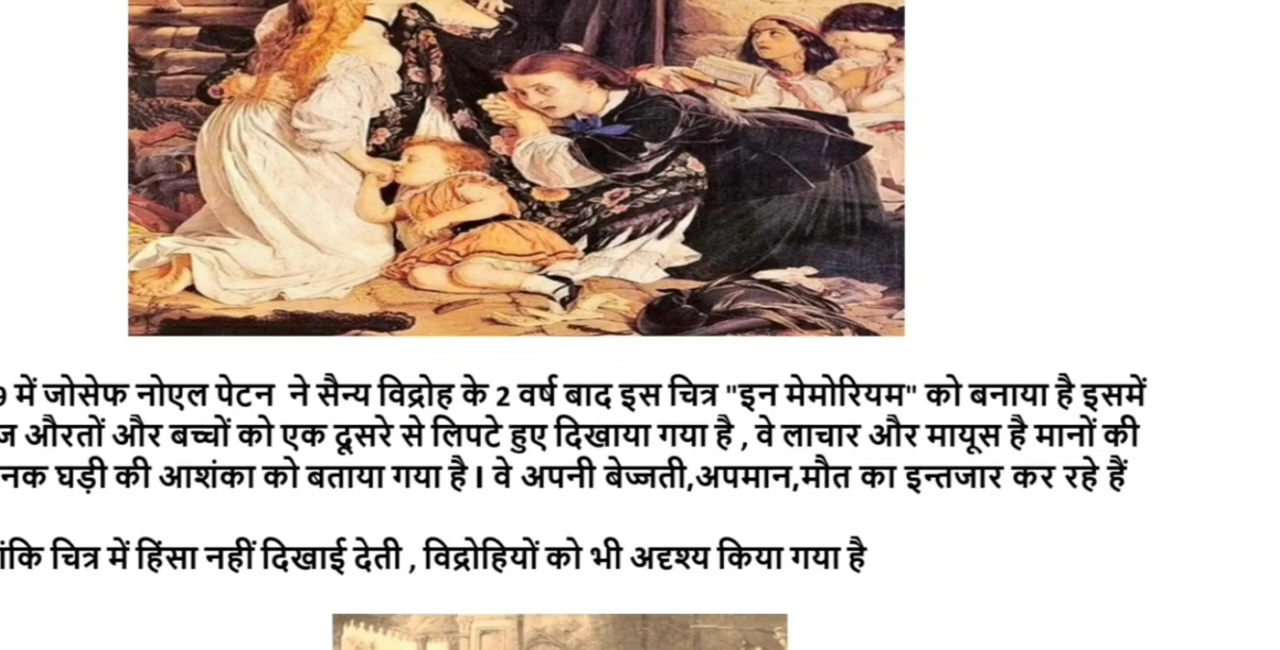 में जोसेफ नोएल पेटन ने सैन्य विद्रोह के 2 वर्ष बाद इस चित्र "इन मेमोरियम" को बनाया है इसमें
औरतों और बच्चों को एक दूसरे से लिपटे हुए दिखाया गया है , वे लाचार और मायूस है मानों की
घड़ी की आशंका को बताया गया है I वे अपनी बेज्जती,अपमान,मौत का इन्तजार कर रहे हैं
चित्र में हिंसा नहीं दिखाई देती , विद्रोहियों को भी अदृश्य किया गया है